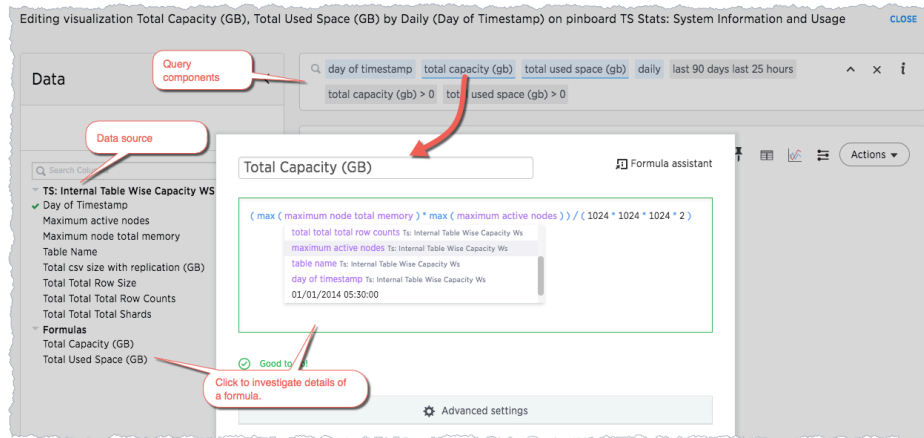 Editing visualization Total Capacity (GB), Total Used Space (GB) by Daily (Day of Timestamp) on pinboard TS Stats: System Information and Usage
CLOSE
Data
Query
components
day of timestamp total capacity (gb) total used space (gb) daily last 90 days last 25 hours
total capacity (gb) > 0 total used space (gb) > 0
Data source
Search Columns
TS: Internal Table Wise Capacity WS
Day of Timestamp
Maximum active nodes
Maximum node total memory
Table Name
Total csv size with replication (GB)
Total Total Row Size
Total Total Total Row Counts
Total Total Total Shards
Formulas
Total Capacity (GB)
Total Used Space (GB)
Actions
Total Capacity (GB)
Formula assistant
( max ( maximum node total memory ) * max ( maximum active nodes ) ) / ( 1024 * 1024 * 1024 * 2 )
total total total row counts Ts: Internal Table Wise Capacity Ws
maximum active nodes Ts: Internal Table Wise Capacity Ws
table name Ts: Internal Table Wise Capacity Ws
day of timestamp Ts: Internal Table Wise Capacity Ws
01/01/2014 05:30:00
Good to
Click to investigate details of
a formula.
Advanced settings